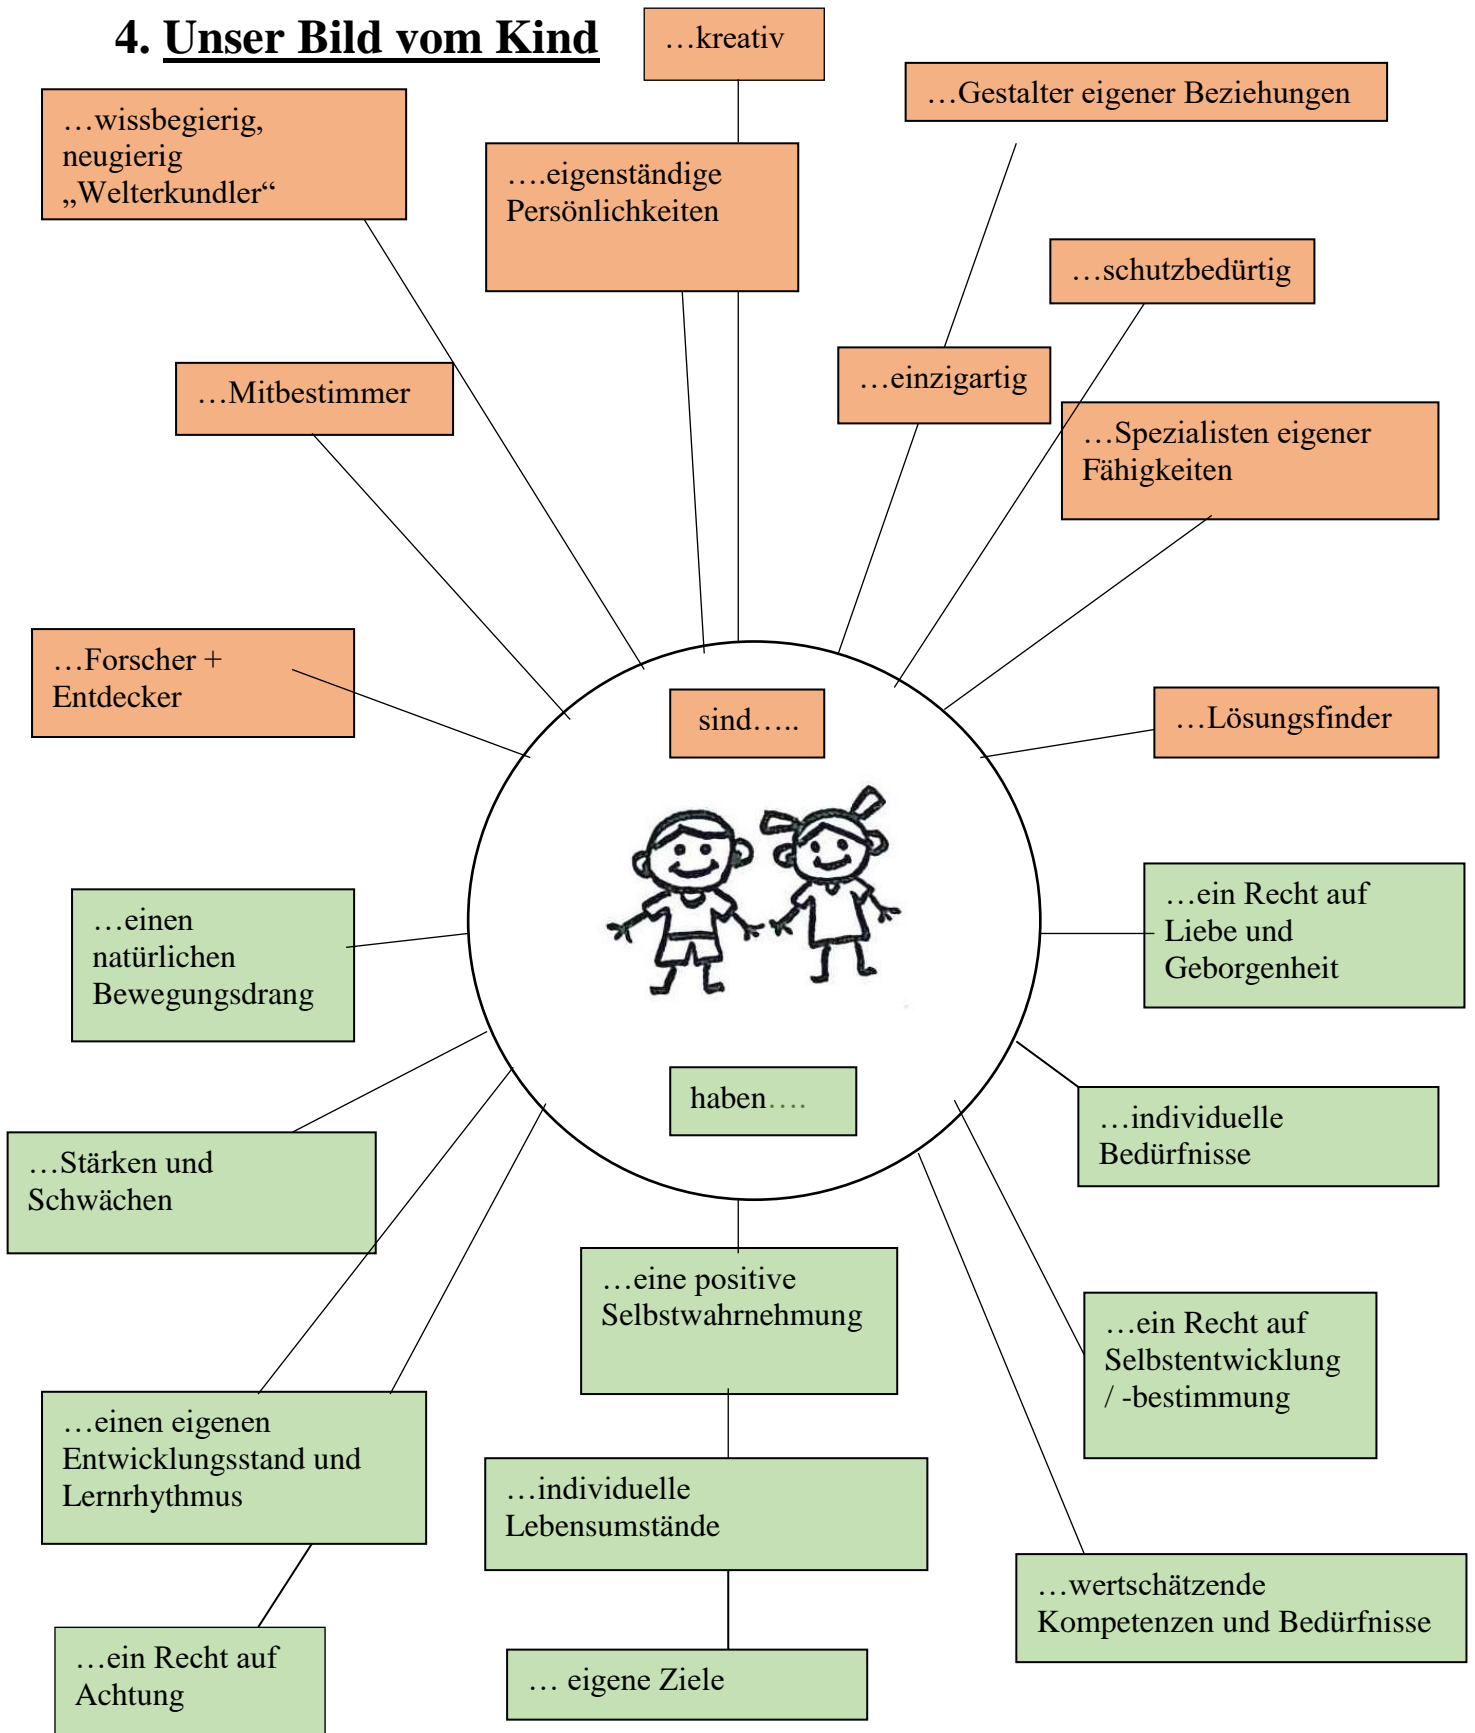 4. Unser Bild vom Kind
…kreativ
…Gestalter eigener Beziehungen
…wissbegierig,
neugierig
„Welterkundler“
….eigenständige
Persönlichkeiten
…schutzbedürtig
…einzigartig
…Mitbestimmer
…Spezialisten eigener
Fähigkeiten
…Forscher +
Entdecker
sind…..
…Lösungsfinder
…einen
natürlichen
Bewegungsdrang
…ein Recht auf
Liebe und
Geborgenheit
haben….
…individuelle
Bedürfnisse
…Stärken und
Schwächen
…eine positive
Selbstwahrnehmung
…ein Recht auf
Selbstentwicklung
/ -bestimmung
…einen eigenen
Entwicklungsstand und
Lernrhythmus
…individuelle
Lebensumstände
…wertschätzende
Kompetenzen und Bedürfnisse
…ein Recht auf
Achtung
… eigene Ziele